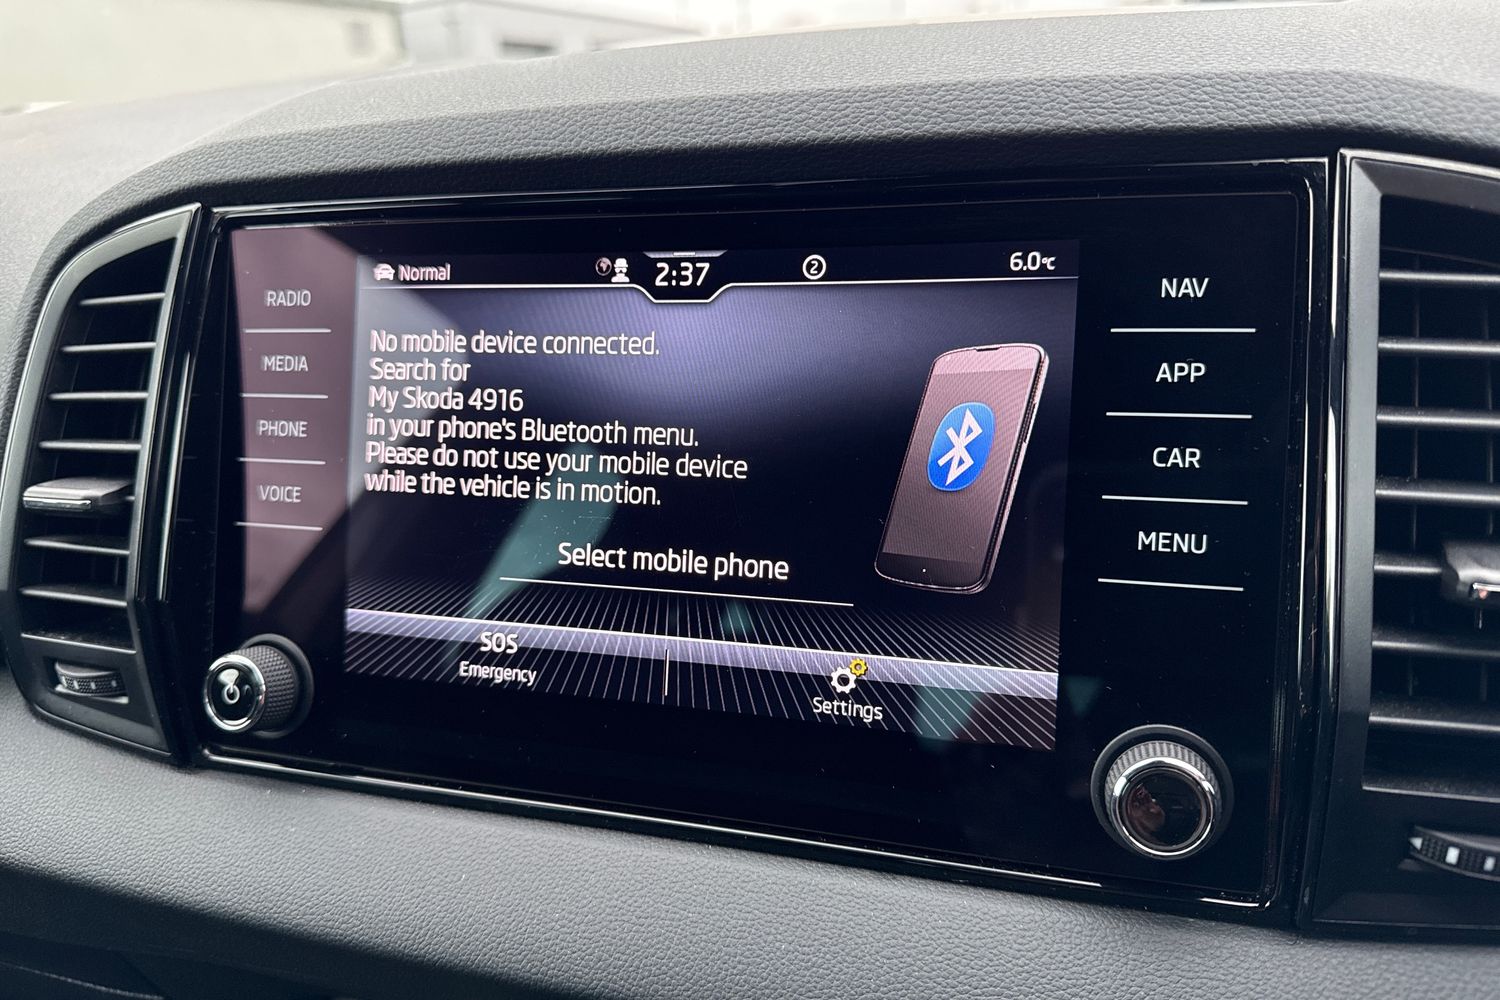 Normal
2:37
2
6.0°C
RADIO
MEDIA
PHONE
VOICE
No mobile device connected.
Search for
My Skoda 4916
in your phone's Bluetooth menu.
Please do not use your mobile device
while the vehicle is in motion.
Select mobile phone
SOS
Emergency
Settings
NAV
APP
CAR
MENU